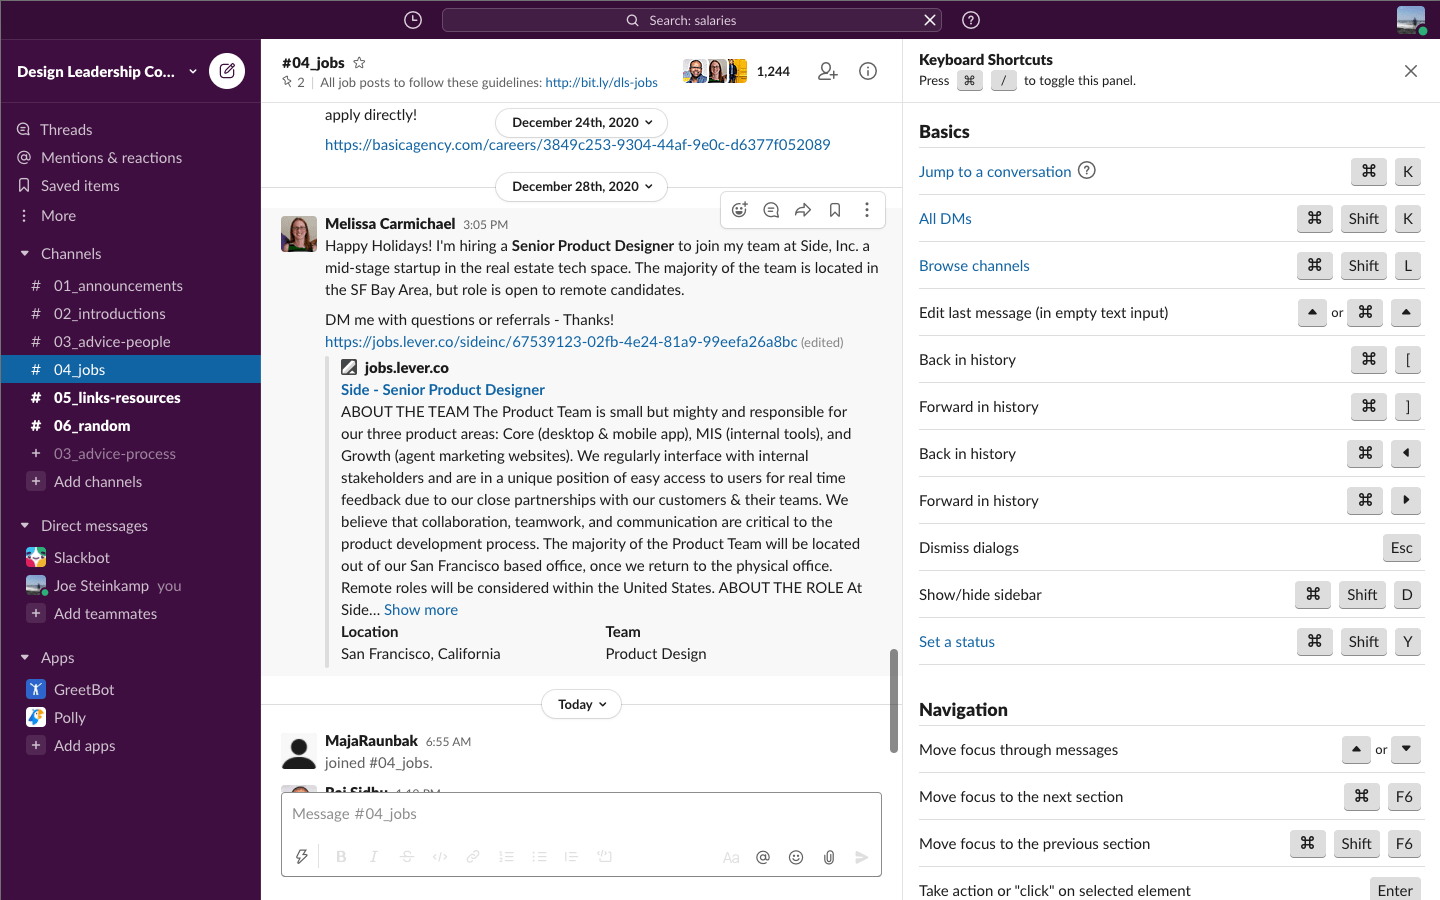 Search: salaries
Design Leadership Co...
Threads
Mentions & reactions
Saved items
More
Channels
# 01_announcements
# 02_introductions
# 03_advice-people
# 04_jobs
# 05_links-resources
# 06_random
+ 03_advice-process
+ Add channels
Direct messages
Slackbot
Joe Steinkamp you
+ Add teammates
Apps
GreetBot
Polly
+ Add apps
#04_jobs
2 | All job posts to follow these guidelines: http://bit.ly/dls-jobs
1,244
apply directly!
December 24th, 2020
https://basicagency.com/careers/3849c253-9304-44af-9e0c-d6377f052089
December 28th, 2020
Melissa Carmichael 3:05 PM
Happy Holidays! I'm hiring a Senior Product Designer to join my team at Side, Inc. a
mid-stage startup in the real estate tech space. The majority of the team is located in
the SF Bay Area, but role is open to remote candidates.
DM me with questions or referrals - Thanks!
https://jobs.lever.co/sideinc/67539123-02fb-4e24-81a9-99eefa26a8bc (edited)
jobs.lever.co
Side - Senior Product Designer
ABOUT THE TEAM The Product Team is small but mighty and responsible for
our three product areas: Core (desktop & mobile app), MIS (internal tools), and
Growth (agent marketing websites). We regularly interface with internal
stakeholders and are in a unique position of easy access to users for real time
feedback due to our close partnerships with our customers & their teams. We
believe that collaboration, teamwork, and communication are critical to the
product development process. The majority of the Product Team will be located
out of our San Francisco based office, once we return to the physical office.
Remote roles will be considered within the United States. ABOUT THE ROLE At
Side... Show more
Location Team
San Francisco, California Product Design
Today
MajaRaunbak 6:55 AM
joined #04_jobs.
Message #04_jobs
B I S Aa @
Keyboard Shortcuts
Press ⌘ / to toggle this panel.
Basics
Jump to a conversation ? ⌘ K
All DMs ⌘ Shift K
Browse channels ⌘ Shift L
Edit last message (in empty text input) ▲ or ⌘ ▲
Back in history ⌘ [
Forward in history ⌘ ]
Back in history ⌘ ◀
Forward in history ⌘ ▶
Dismiss dialogs Esc
Show/hide sidebar ⌘ Shift D
Set a status ⌘ Shift Y
Navigation
Move focus through messages ▲ or ▼
Move focus to the next section ⌘ F6
Move focus to the previous section ⌘ Shift F6
Take action or "click" on selected element Enter